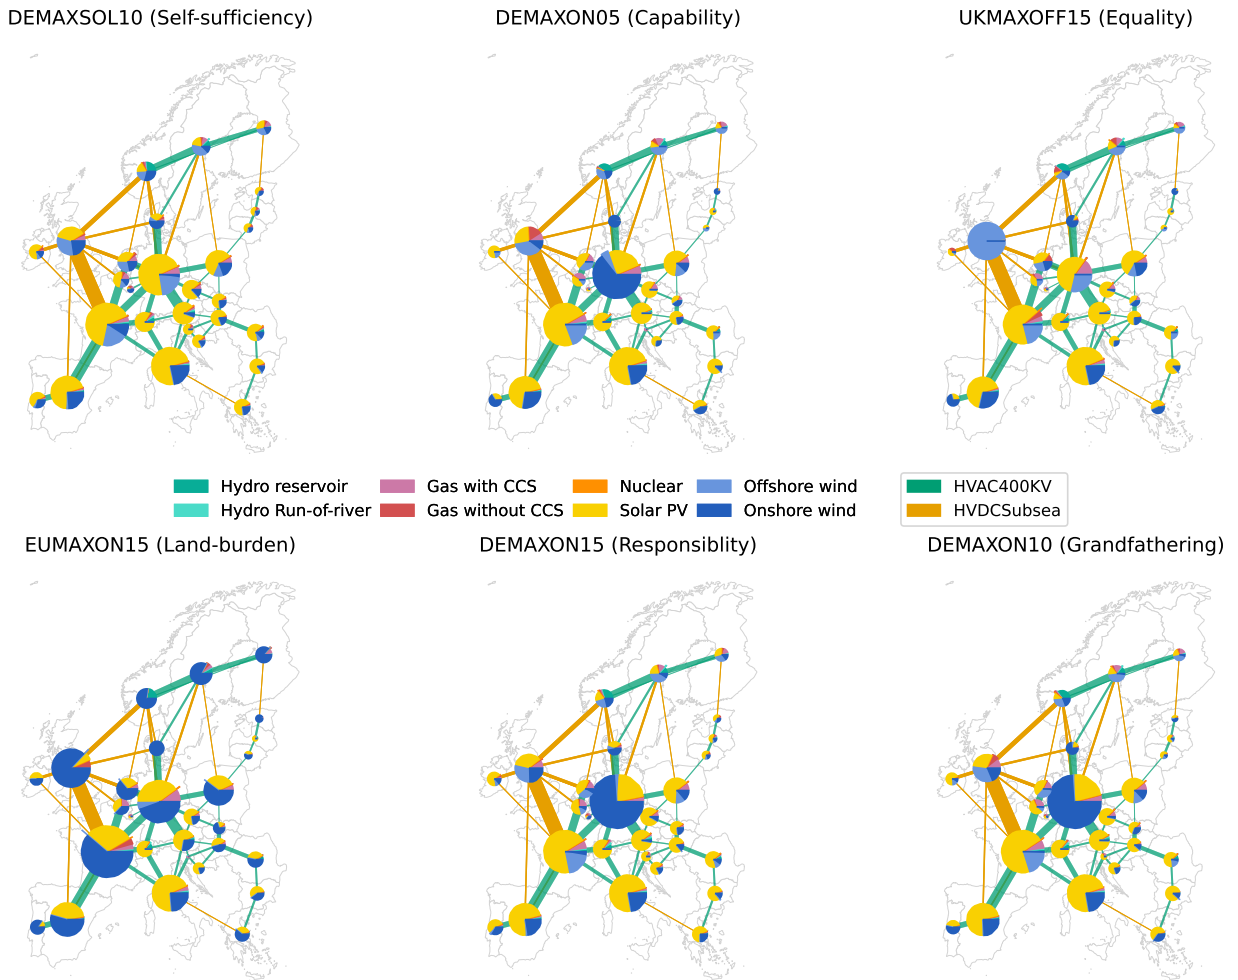 DEMAXSOL10 (Self-sufficiency)
DEMAXON05 (Capability)
UKMAXOFF15 (Equality)
Hydro reservoir
Gas with CCS
Nuclear
Offshore wind
HVAC400KV
Hydro Run-of-river
Gas without CCS
Solar PV
Onshore wind
HVDCSubsea
EUMAXON15 (Land-burden)
DEMAXON15 (Responsiblity)
DEMAXON10 (Grandfathering)